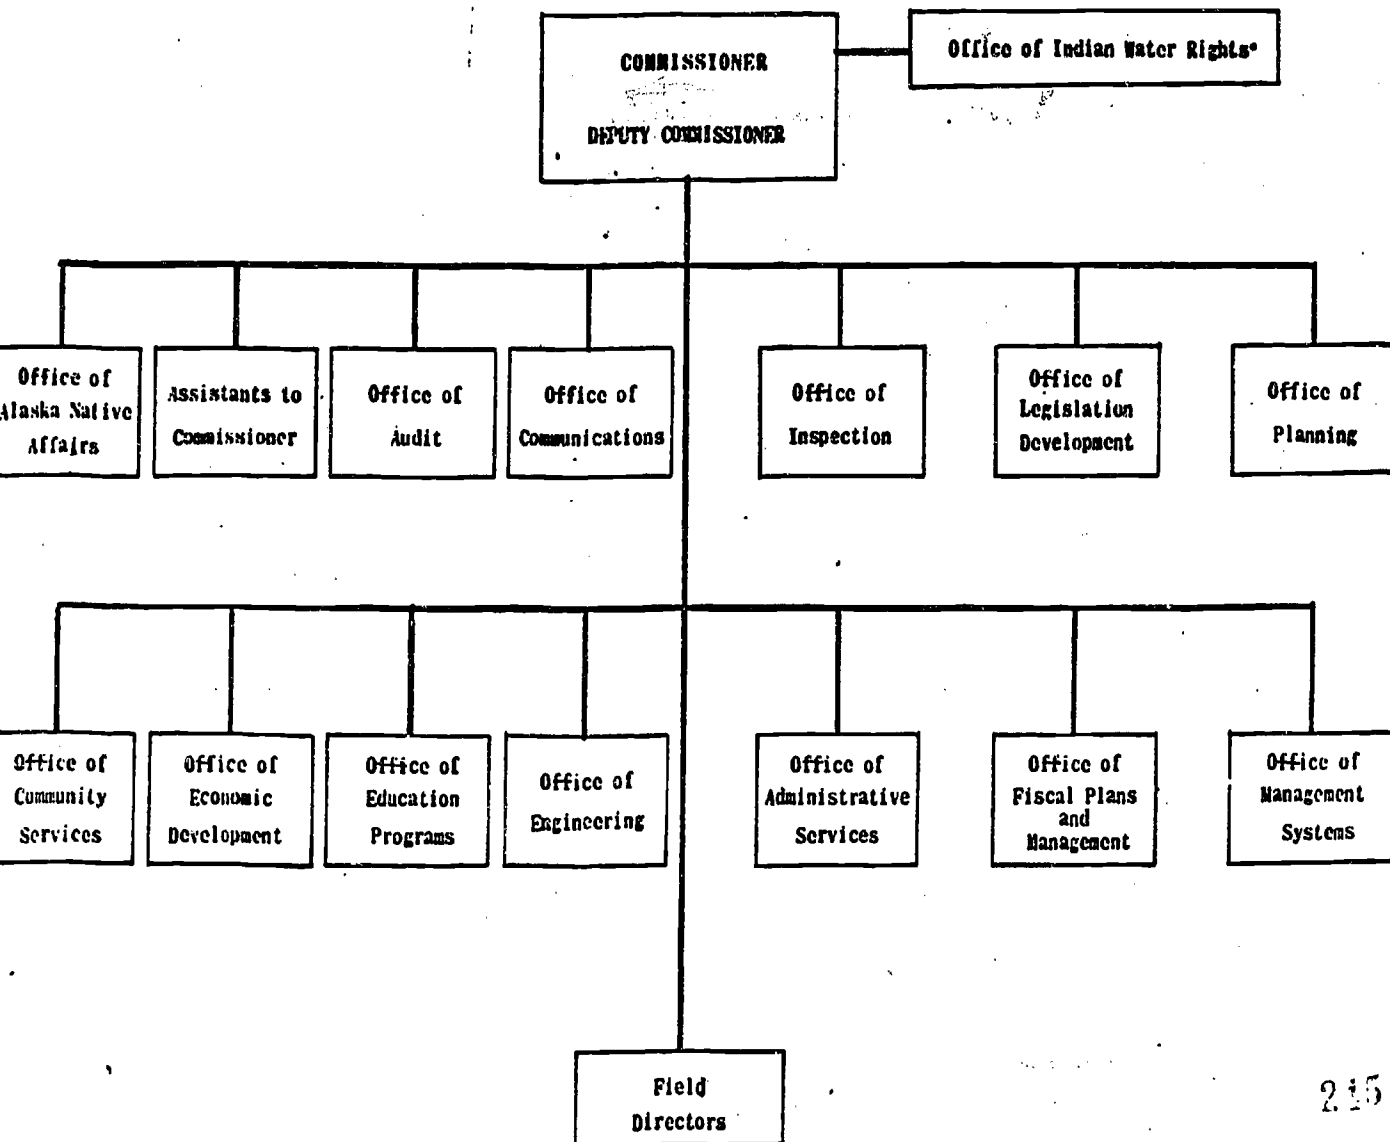 COMMISSIONER
DEPUTY COMMISSIONER
Office of Indian Water Rights*
Office of
Alaska Native
Affairs
Assistants to
Commissioner
Office of
Audit
Office of
Communications
Office of
Inspection
Office of
Legislation
Development
Office of
Planning
Office of
Community
Services
Office of
Economic
Development
Office of
Education
Programs
Office of
Engineering
Office of
Administrative
Services
Office of
Fiscal Plans
and
Management
Office of
Management
Systems
Field
Directors
215